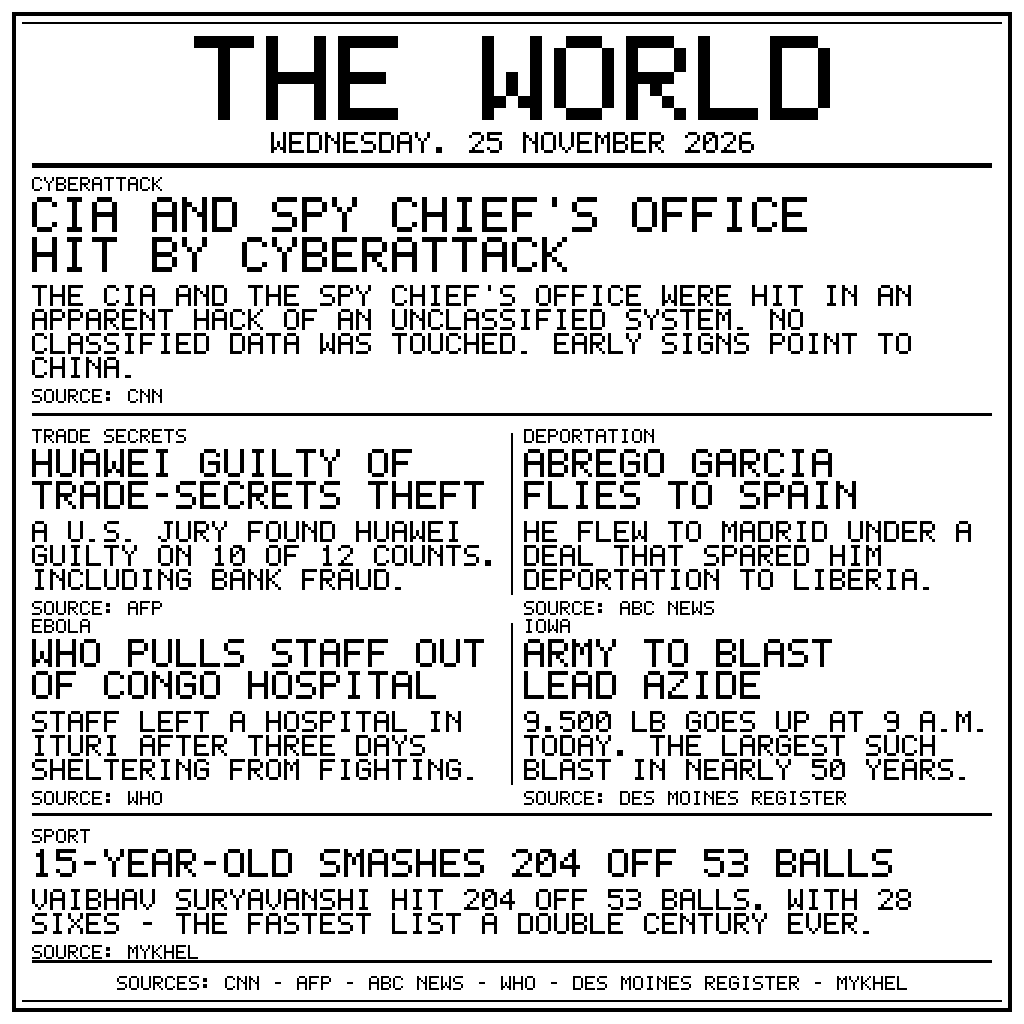 THE WORLD
WEDNESDAY. 25 NOVEMBER 2026
CYBERATTACK
CIA AND SPY CHIEF'S OFFICE
HIT BY CYBERATTACK
THE CIA AND THE SPY CHIEF'S OFFICE WERE HIT IN AN
APPARENT HACK OF AN UNCLASSIFIED SYSTEM. NO
CLASSIFIED DATA WAS TOUCHED. EARLY SIGNS POINT TO
CHINA.
SOURCE: CNN
TRADE SECRETS
HUAWEI GUILTY OF
TRADE-SECRETS THEFT
A U.S. JURY FOUND HUAWEI
GUILTY ON 10 OF 12 COUNTS.
INCLUDING BANK FRAUD.
SOURCE: AFP
DEPORTATION
ABREGO GARCIA
FLIES TO SPAIN
HE FLEW TO MADRID UNDER A
DEAL THAT SPARED HIM
DEPORTATION TO LIBERIA.
SOURCE: ABC NEWS
EBOLA
WHO PULLS STAFF OUT
OF CONGO HOSPITAL
STAFF LEFT A HOSPITAL IN
ITURI AFTER THREE DAYS
SHELTERING FROM FIGHTING.
SOURCE: WHO
IOWA
ARMY TO BLAST
LEAD AZIDE
9.500 LB GOES UP AT 9 A.M.
TODAY. THE LARGEST SUCH
BLAST IN NEARLY 50 YEARS.
SOURCE: DES MOINES REGISTER
SPORT
15-YEAR-OLD SMASHES 204 OFF 53 BALLS
VAIBHAV SURYAVANSHI HIT 204 OFF 53 BALLS. WITH 28
SIXES - THE FASTEST LIST A DOUBLE CENTURY EVER.
SOURCE: MYKHEL
SOURCES: CNN - AFP - ABC NEWS - WHO - DES MOINES REGISTER - MYKHEL